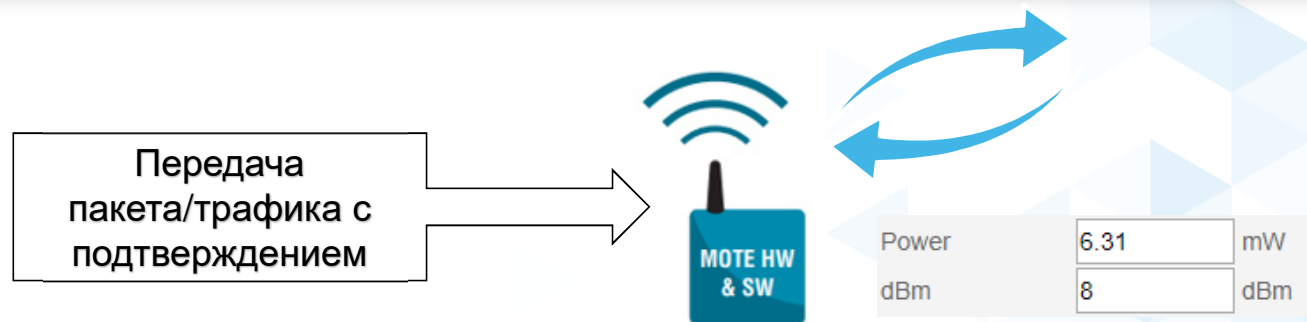 Передача
пакета/трафика с
подтверждением
MOTE HW
& SW
Power 6.31 mW
dBm 8 dBm